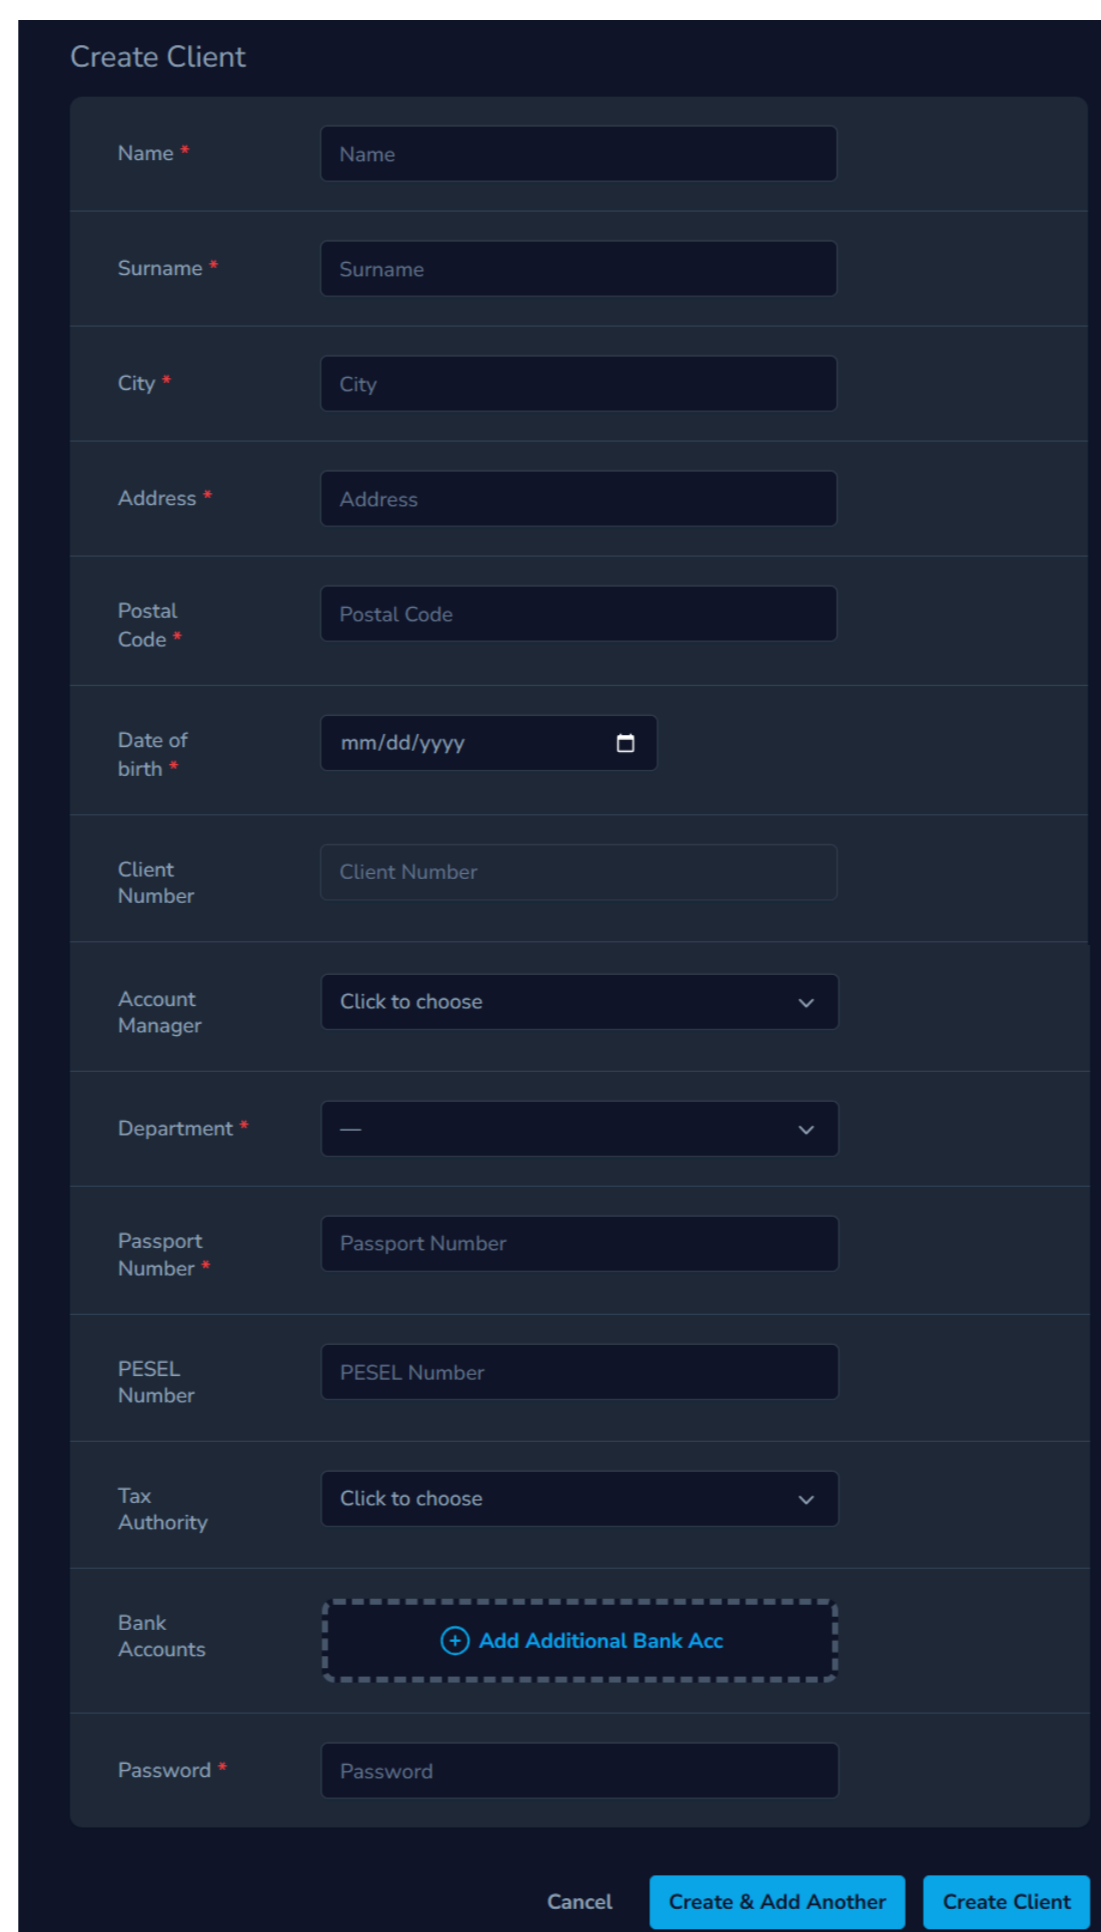 Create Client
Name *
Name
Surname *
Surname
City *
City
Address *
Address
Postal
Code *
Postal Code
Date of
birth *
mm/dd/yyyy
Client
Number
Client Number
Account
Manager
Click to choose
Department *
—
Passport
Number *
Passport Number
PESEL
Number
PESEL Number
Tax
Authority
Click to choose
Bank
Accounts
Add Additional Bank Acc
Password *
Password
Cancel
Create & Add Another
Create Client